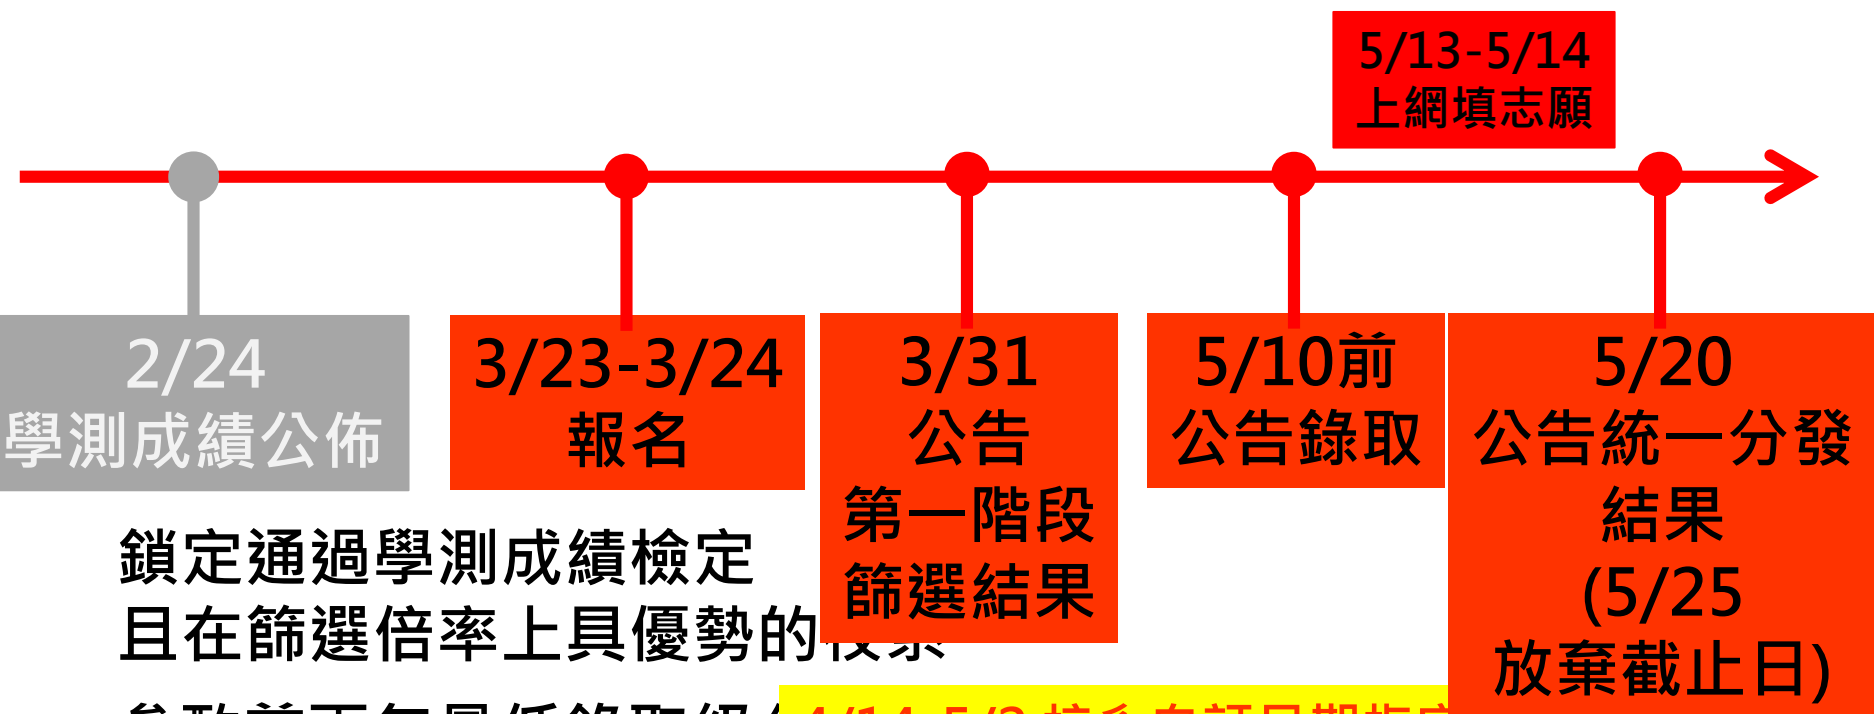 5/13-5/14
上網填志願
2/24
學測成績公佈
3/23-3/24
報名
3/31
公告
第一階段
篩選結果
5/10前
公告錄取
5/20
公告統一分發
結果
(5/25
放棄截止日)
鎖定通過學測成績檢定
且在篩選倍率上具優勢的校系